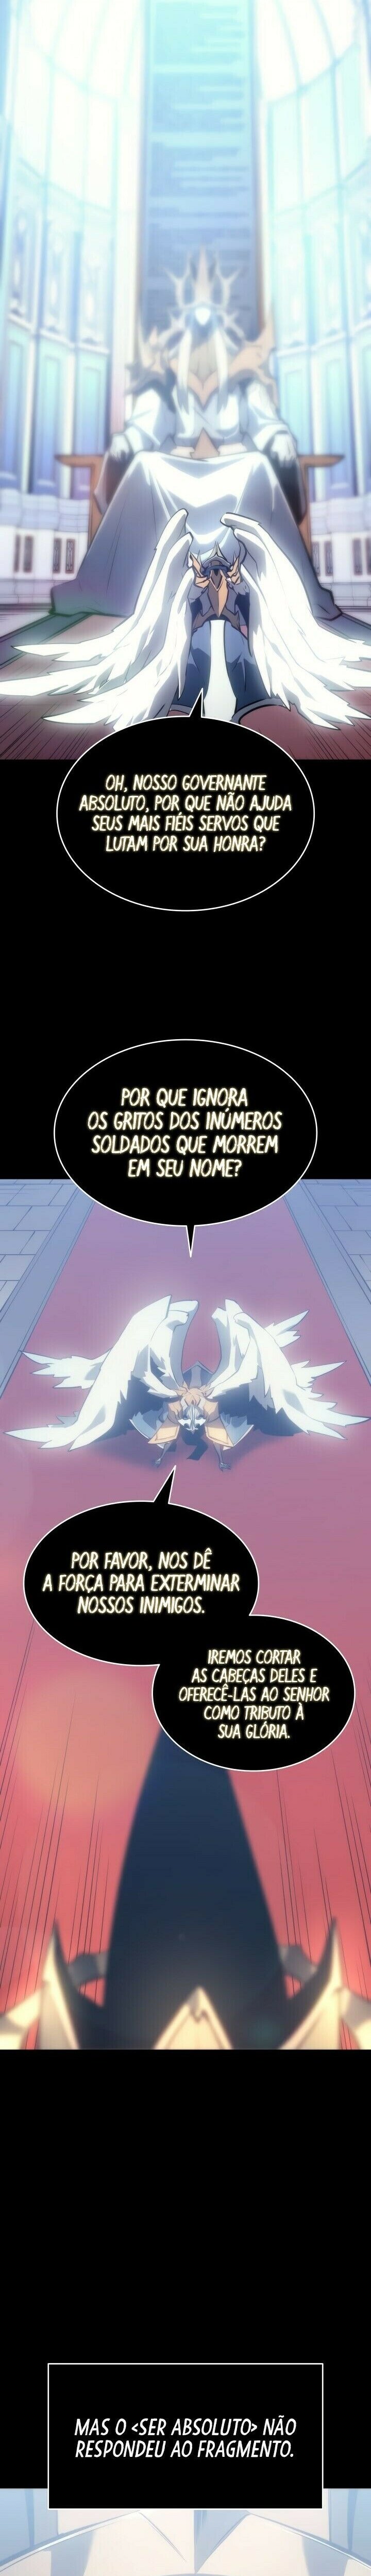 OH, NOSSO GOVERNANTE
ABSOLUTO, POR QUE NÃO AJUDA
SEUS MAIS FIÉIS SERVOS QUE
LUTAM POR SUA HONRA?
POR QUE IGNORA
OS GRITOS DOS INÚMEROS
SOLDADOS QUE MORREM
EM SEU NOME?
POR FAVOR, NOS DÊ
A FORÇA PARA EXTERMINAR
NOSSOS INIMIGOS.
IREMOS CORTAR
AS CABEÇAS DELES E
OFERECÊ-LAS AO SENHOR
COMO TRIBUTO À
SUA GLÓRIA.
MAS O <SER ABSOLUTO> NÃO
RESPONDEU AO FRAGMENTO.